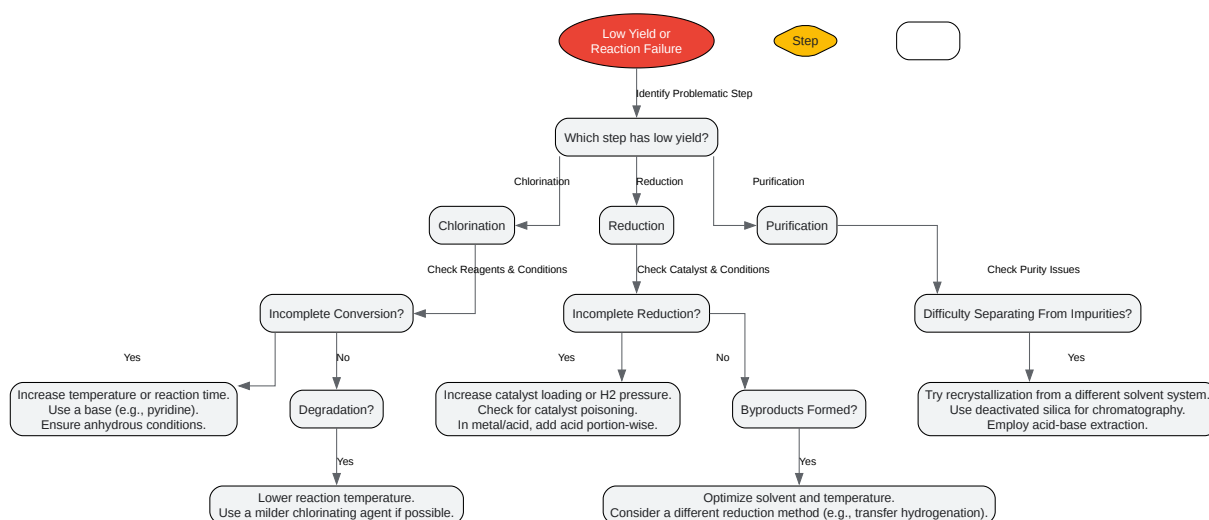 Low Yield or
Reaction Failure
Step
Identify Problematic Step
Which step has low yield?
Chlorination
Reduction
Purification
Chlorination
Reduction
Purification
Check Reagents & Conditions
Check Catalyst & Conditions
Check Purity Issues
Incomplete Conversion?
Incomplete Reduction?
Difficulty Separating From Impurities?
Yes
No
Yes
No
Yes
Increase temperature or reaction time.
Use a base (e.g., pyridine).
Ensure anhydrous conditions.
Degradation?
Increase catalyst loading or H2 pressure.
Check for catalyst poisoning.
In metal/acid, add acid portion-wise.
Byproducts Formed?
Try recrystallization from a different solvent system.
Use deactivated silica for chromatography.
Employ acid-base extraction.
Yes
Yes
Lower reaction temperature.
Use a milder chlorinating agent if possible.
Optimize solvent and temperature.
Consider a different reduction method (e.g., transfer hydrogenation).